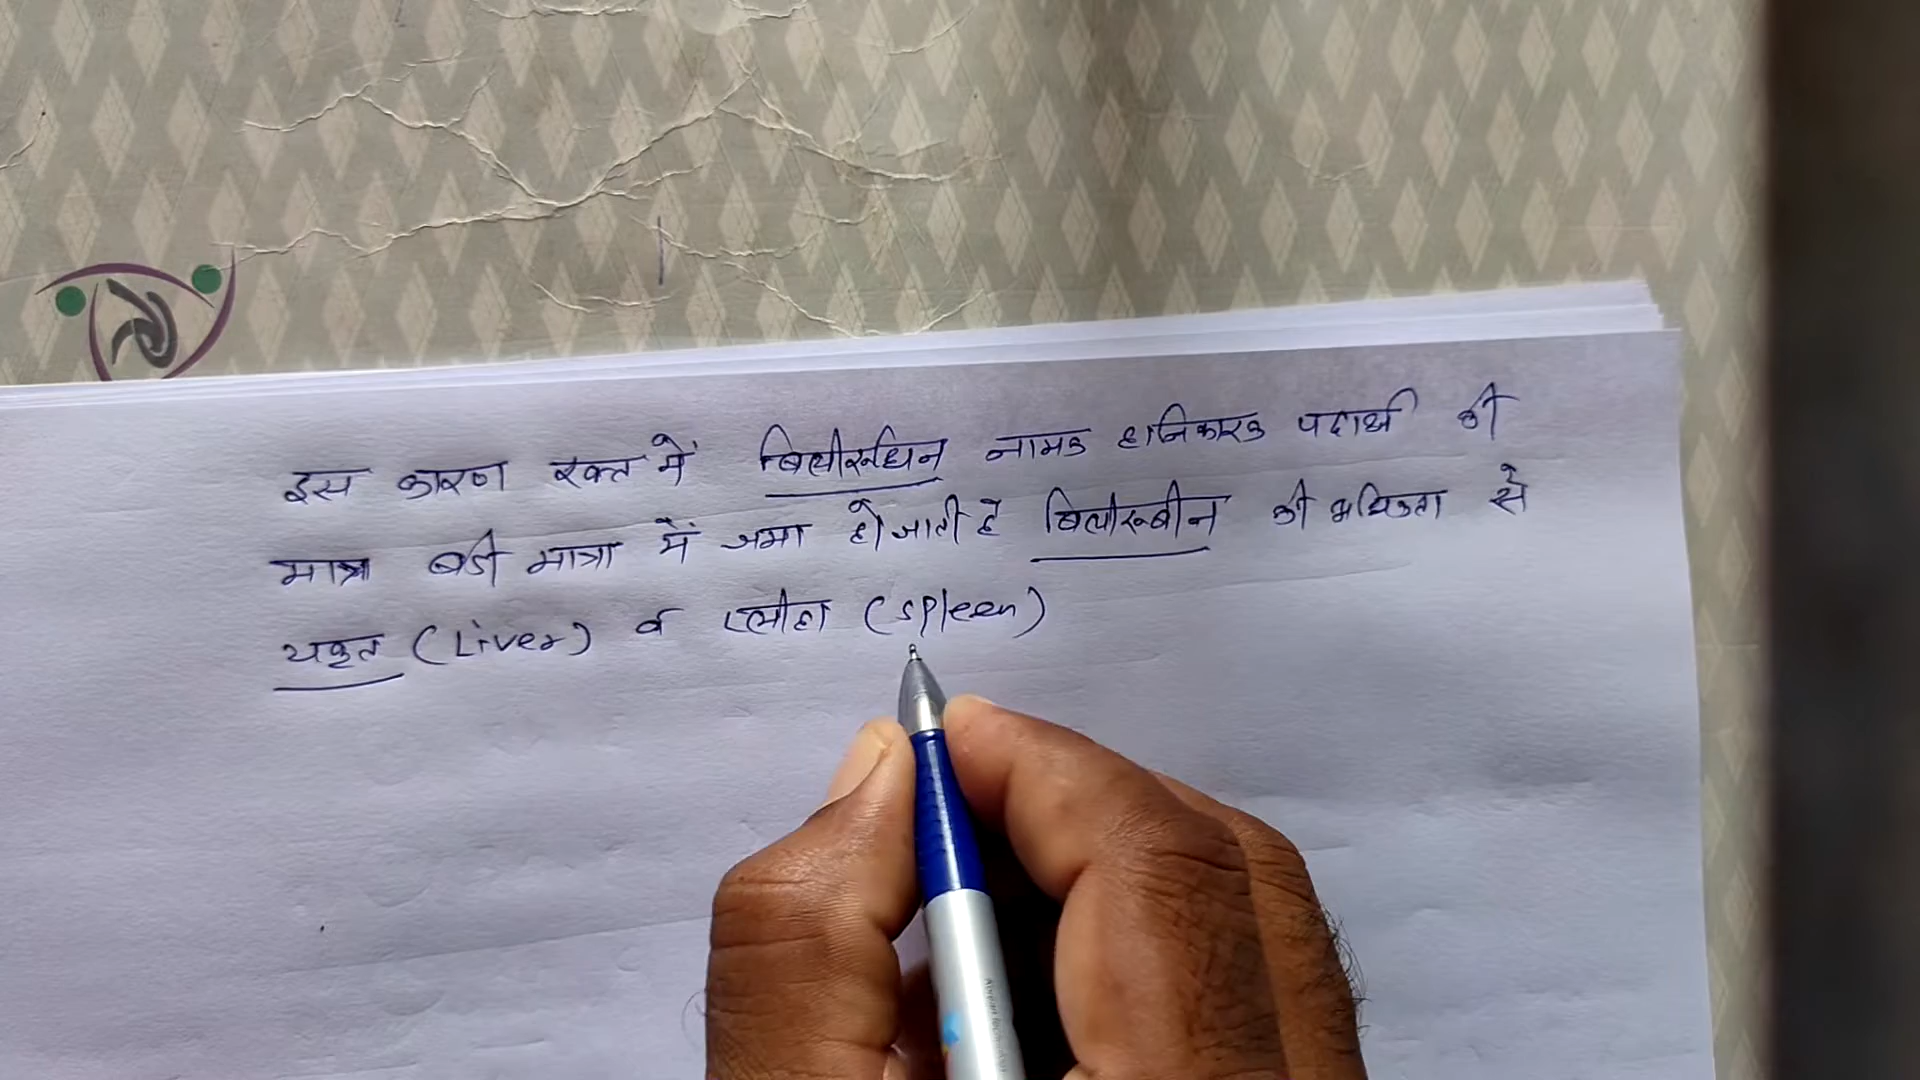 इस कारण रक्त में बिलीरूधिन नामक हानिकारक पदार्थ की
मात्रा बडी मात्रा में जमा हो जाती है बिलीरूबीन की अधिकता से
यकृत (Liver) व प्लीहा (Spleen)